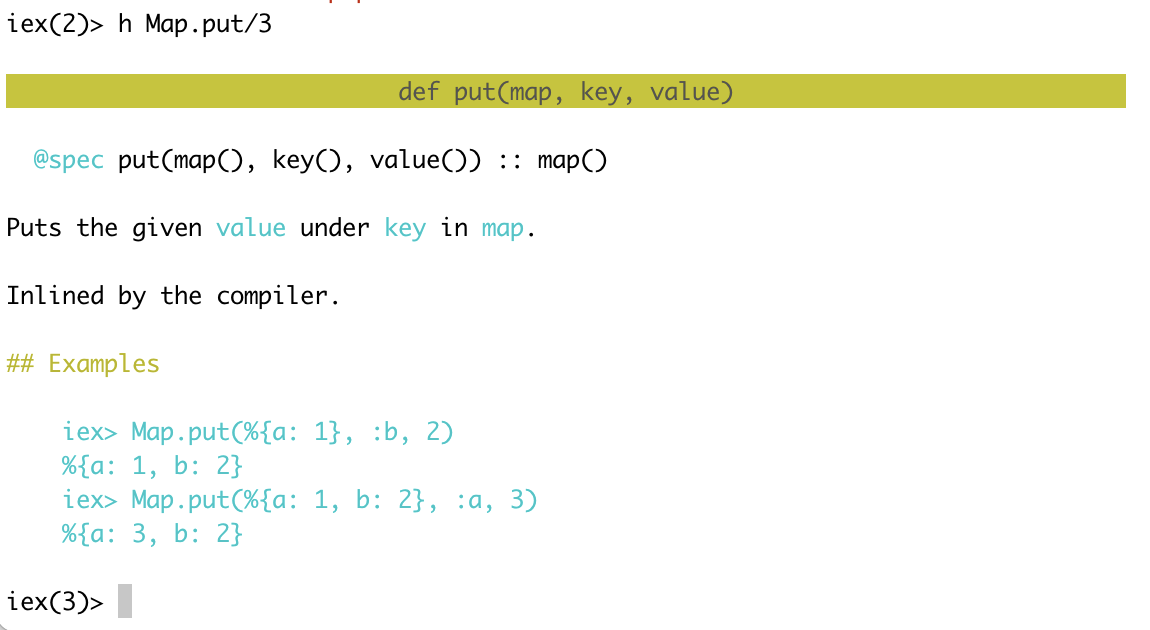 iex(2)> h Map.put/3
def put(map, key, value)
@spec put(map(), key(), value()) :: map()
Puts the given value under key in map.
Inlined by the compiler.
## Examples
iex> Map.put(%{a: 1}, :b, 2)
%{a: 1, b: 2}
iex> Map.put(%{a: 1, b: 2}, :a, 3)
%{a: 3, b: 2}
iex(3)>